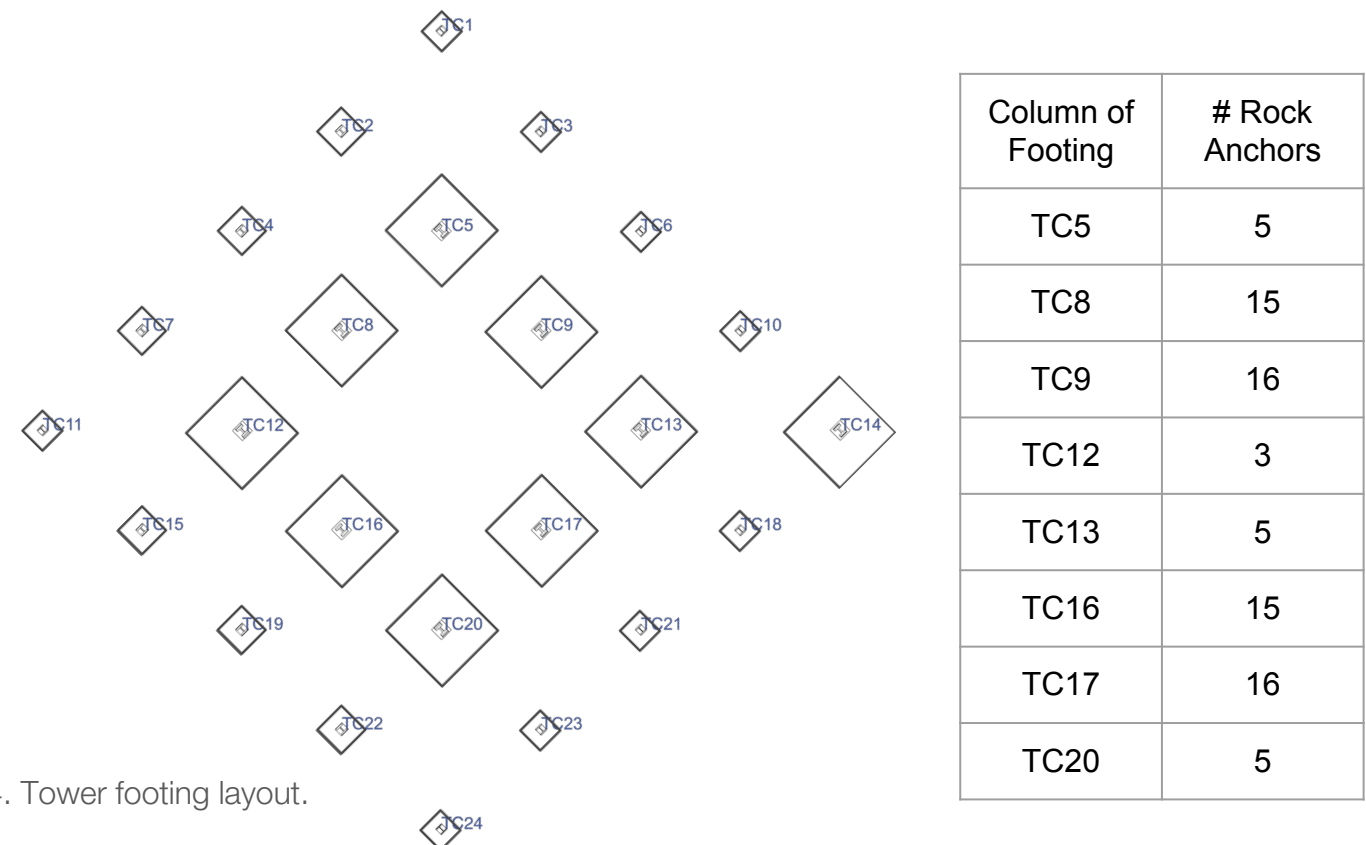 TC1
TC2
TC3
TC4
TC5
TC6
TC7
TC8
TC9
TC10
TC11
TC12
TC13
TC14
TC15
TC16
TC17
TC18
TC19
TC20
TC21
TC22
TC23
TC24
. Tower footing layout.
Column of # Rock
Footing Anchors
TC5 5
TC8 15
TC9 16
TC12 3
TC13 5
TC16 15
TC17 16
TC20 5